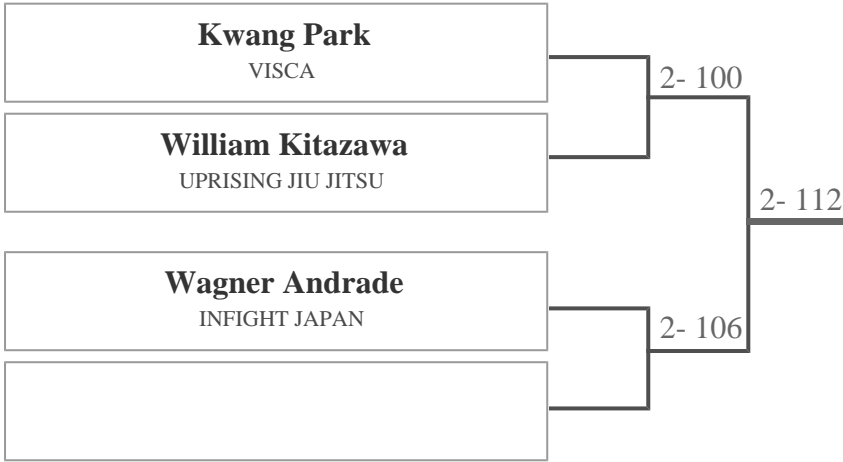 Kwang Park
VISCA
2- 100
William Kitazawa
UPRISING JIU JITSU
2- 112
Wagner Andrade
INFIGHT JAPAN
2- 106